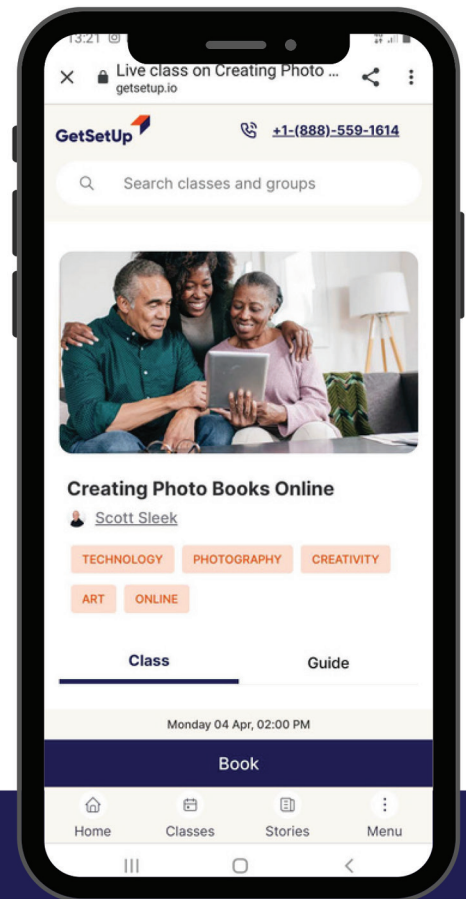 13:21
Live class on Creating Photo ...
getsetup.io
GetSetUp
+1-(888)-559-1614
Search classes and groups
Creating Photo Books Online
Scott Sleek
TECHNOLOGY PHOTOGRAPHY CREATIVITY
ART ONLINE
Class Guide
Monday 04 Apr, 02:00 PM
Book
Home Classes Stories Menu